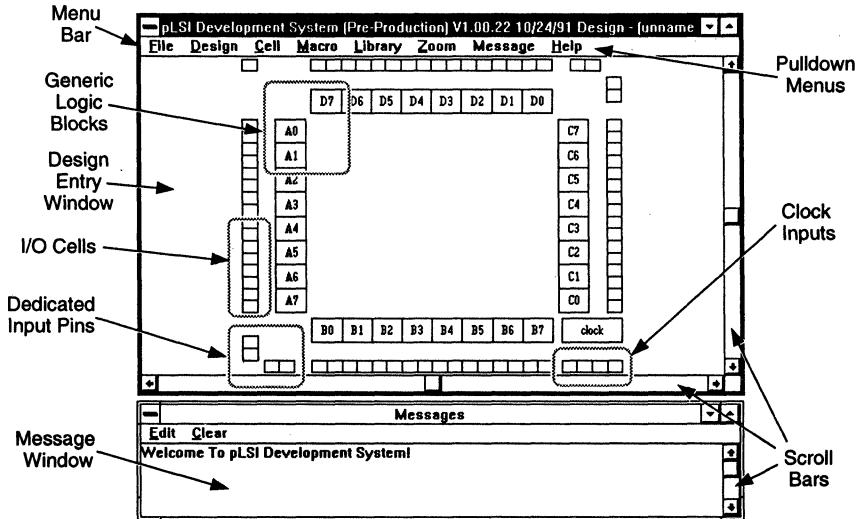 Menu
Bar
pLSI Development System (Pre-Production) V1.00.22 10/24/91 Design - (unname
File Design Cell Macro Library Zoom Message Help
Pulldown
Menus
Generic
Logic
Blocks
D7 D6 D5 D4 D3 D2 D1 D0
A0 C7
A1 C6
Design
Entry
Window
A2 C5
A3 C4
A4 C3
Clock
Inputs
I/O Cells
A5 C2
A6 C1
A7 C0
Dedicated
Input Pins
B0 B1 B2 B3 B4 B5 B6 B7 clock
Messages
Edit Clear
Message
Window
Welcome To pLSI Development System!
Scroll
Bars